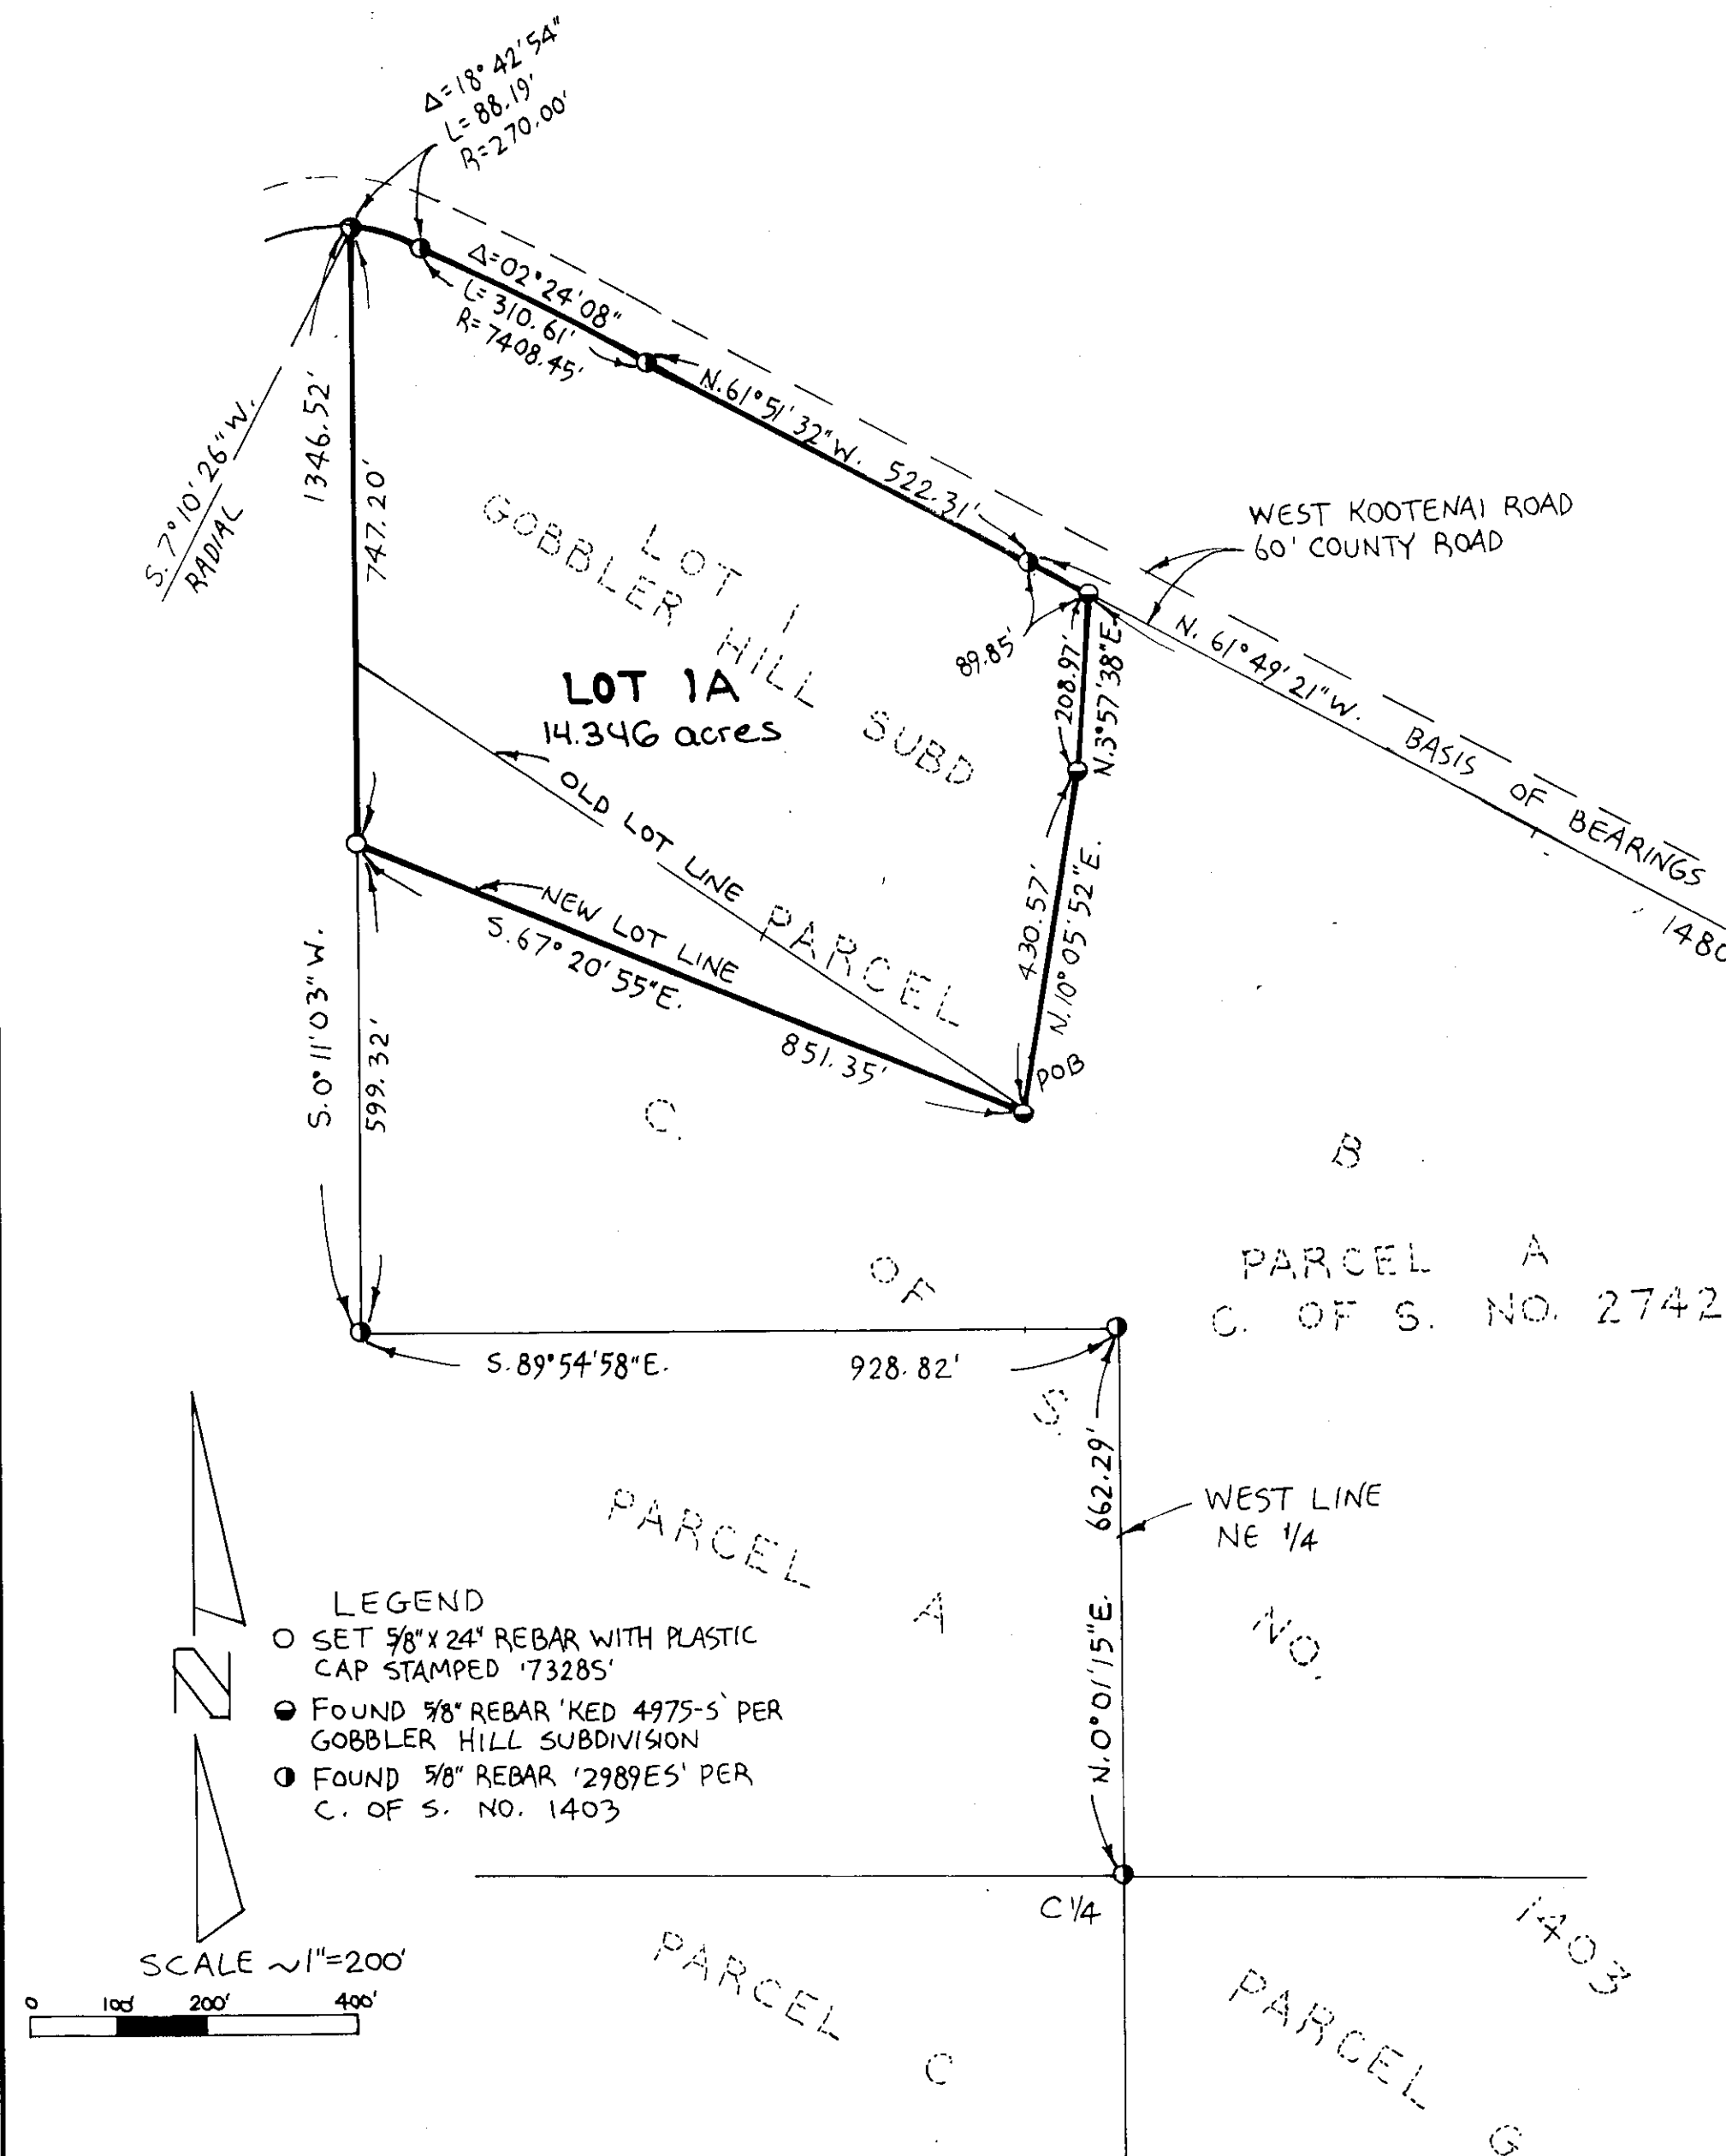 Δ=18°42'54"
L=88.19'
R=270.00'
Δ=02°24'08"
L=310.61'
R=7408.45'
N.61°51'32"W. 522.31'
S.7°10'26"W.
RADIAL
1346.52'
747.20'
WEST KOOTENAI ROAD
60' COUNTY ROAD
LOT 1
GOBBLER HILL SUBD
89.85'
208.97'
N.3°57'38"E.
N. 61°49'21"W. BASIS OF BEARINGS
1480
LOT 1A
14.346 acres
OLD LOT LINE
NEW LOT LINE
S.67°20'55"E.
851.35'
430.57'
N.10°05'52"E.
POB
S.0°11'03"W.
599.32'
PARCEL B
C. OF S. NO. 1403
PARCEL A
C. OF S. NO. 2742
S.89°54'58"E. 928.82'
662.29'
N.0°01'15"E.
WEST LINE
NE 1/4
PARCEL A
LEGEND
SET 5/8" X 24" REBAR WITH PLASTIC
CAP STAMPED '7328S'
FOUND 5/8" REBAR 'KED 4975-S' PER
GOBBLER HILL SUBDIVISION
FOUND 5/8" REBAR '2989ES' PER
C. OF S. NO. 1403
N
C 1/4
SCALE ~1"=200'
0 100' 200' 400'
PARCEL C
PARCEL G